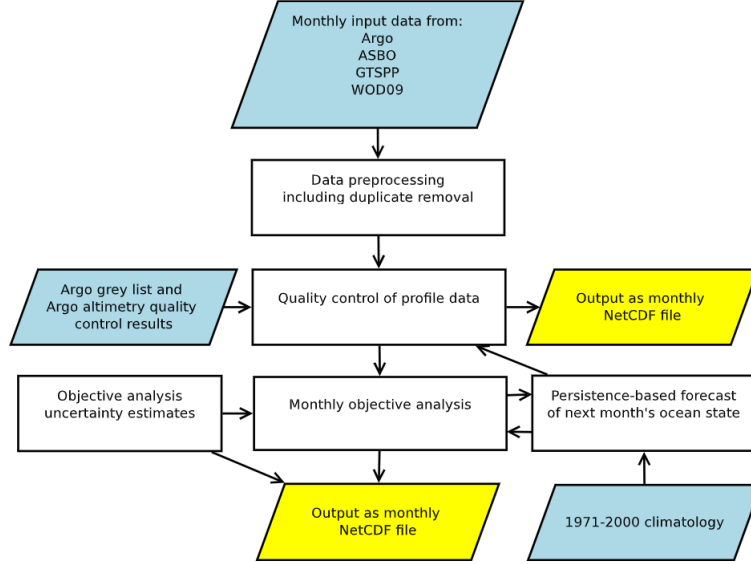 Monthly input data from:
Argo
ASBO
GTSPP
WOD09
Data preprocessing
including duplicate removal
Argo grey list and
Argo altimetry quality
control results
Quality control of profile data
Output as monthly
NetCDF file
Objective analysis
uncertainty estimates
Monthly objective analysis
Persistence-based forecast
of next month's ocean state
Output as monthly
NetCDF file
1971-2000 climatology